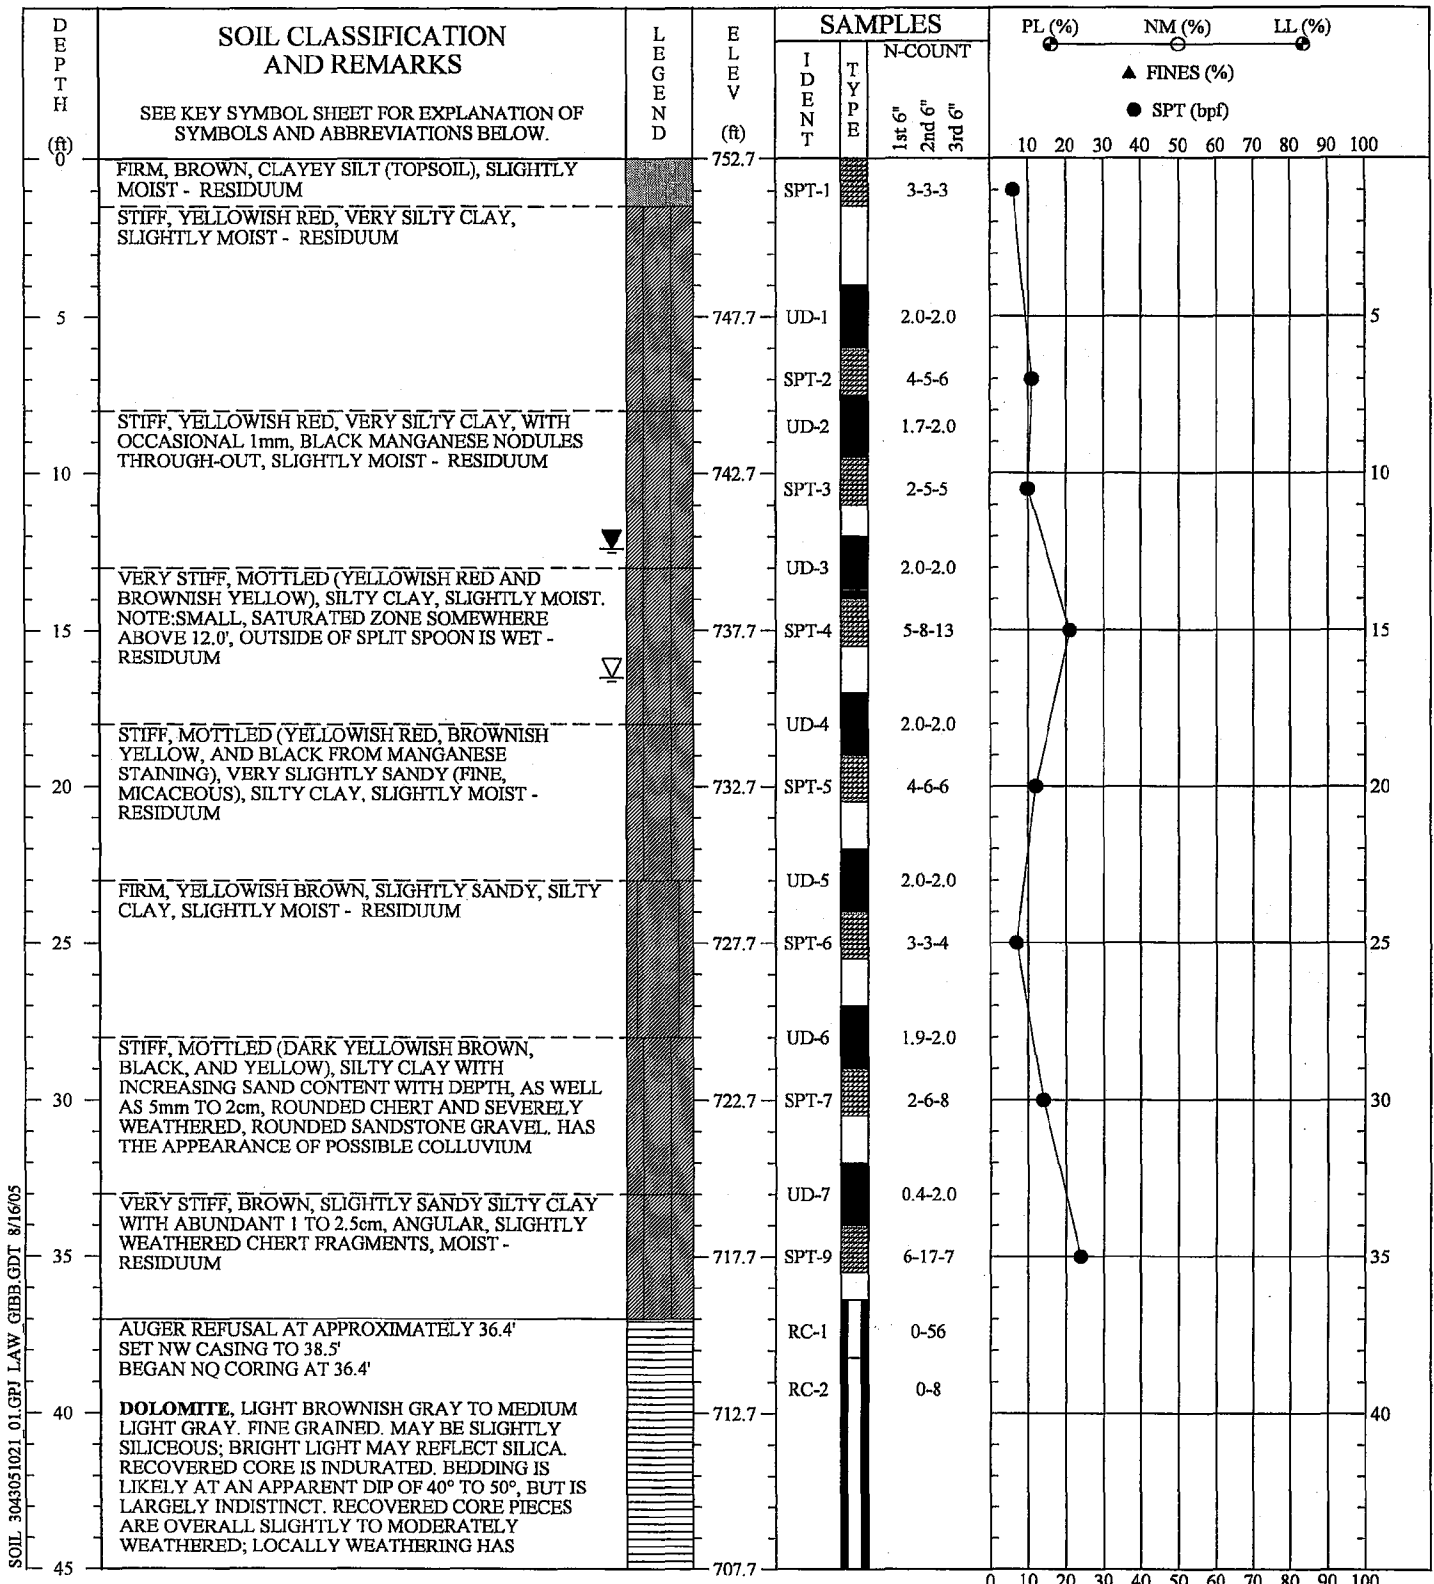 DEPTH (ft)
SOIL CLASSIFICATION
AND REMARKS
SEE KEY SYMBOL SHEET FOR EXPLANATION OF
SYMBOLS AND ABBREVIATIONS BELOW.
LEGEND
ELEV (ft)
SAMPLES
IDENT
TYPE
N-COUNT
1st 6"
2nd 6"
3rd 6"
PL (%) NM (%) LL (%)
▲ FINES (%)
● SPT (bpf)
10 20 30 40 50 60 70 80 90 100
0
752.7
FIRM, BROWN, CLAYEY SILT (TOPSOIL), SLIGHTLY
MOIST - RESIDUUM
SPT-1 3-3-3
STIFF, YELLOWISH RED, VERY SILTY CLAY,
SLIGHTLY MOIST - RESIDUUM
5 747.7 UD-1 2.0-2.0 5
SPT-2 4-5-6
STIFF, YELLOWISH RED, VERY SILTY CLAY, WITH
OCCASIONAL 1mm, BLACK MANGANESE NODULES
THROUGH-OUT, SLIGHTLY MOIST - RESIDUUM
UD-2 1.7-2.0
10 742.7 10
SPT-3 2-5-5
UD-3 2.0-2.0
VERY STIFF, MOTTLED (YELLOWISH RED AND
BROWNISH YELLOW), SILTY CLAY, SLIGHTLY MOIST.
NOTE:SMALL, SATURATED ZONE SOMEWHERE
ABOVE 12.0', OUTSIDE OF SPLIT SPOON IS WET -
RESIDUUM
15 737.7 SPT-4 5-8-13 15
UD-4 2.0-2.0
STIFF, MOTTLED (YELLOWISH RED, BROWNISH
YELLOW, AND BLACK FROM MANGANESE
STAINING), VERY SLIGHTLY SANDY (FINE,
MICACEOUS), SILTY CLAY, SLIGHTLY MOIST -
RESIDUUM
20 732.7 SPT-5 4-6-6 20
UD-5 2.0-2.0
FIRM, YELLOWISH BROWN, SLIGHTLY SANDY, SILTY
CLAY, SLIGHTLY MOIST - RESIDUUM
25 727.7 SPT-6 3-3-4 25
UD-6 1.9-2.0
STIFF, MOTTLED (DARK YELLOWISH BROWN,
BLACK, AND YELLOW), SILTY CLAY WITH
INCREASING SAND CONTENT WITH DEPTH, AS WELL
AS 5mm TO 2cm, ROUNDED CHERT AND SEVERELY
WEATHERED, ROUNDED SANDSTONE GRAVEL. HAS
THE APPEARANCE OF POSSIBLE COLLUVIUM
30 722.7 SPT-7 2-6-8 30
UD-7 0.4-2.0
VERY STIFF, BROWN, SLIGHTLY SANDY SILTY CLAY
WITH ABUNDANT 1 TO 2.5cm, ANGULAR, SLIGHTLY
WEATHERED CHERT FRAGMENTS, MOIST -
RESIDUUM
35 717.7 SPT-9 6-17-7 35
AUGER REFUSAL AT APPROXIMATELY 36.4'
SET NW CASING TO 38.5'
BEGAN NQ CORING AT 36.4'
RC-1 0-56
RC-2 0-8
40 712.7 40
DOLOMITE, LIGHT BROWNISH GRAY TO MEDIUM
LIGHT GRAY. FINE GRAINED. MAY BE SLIGHTLY
SILICEOUS; BRIGHT LIGHT MAY REFLECT SILICA.
RECOVERED CORE IS INDURATED. BEDDING IS
LIKELY AT AN APPARENT DIP OF 40° TO 50°, BUT IS
LARGELY INDISTINCT. RECOVERED CORE PIECES
ARE OVERALL SLIGHTLY TO MODERATELY
WEATHERED; LOCALLY WEATHERING HAS
45 707.7
0 10 20 30 40 50 60 70 80 90 100
SOIL 3043051021_01.GPJ LAW_GIBB.GDT 8/16/05